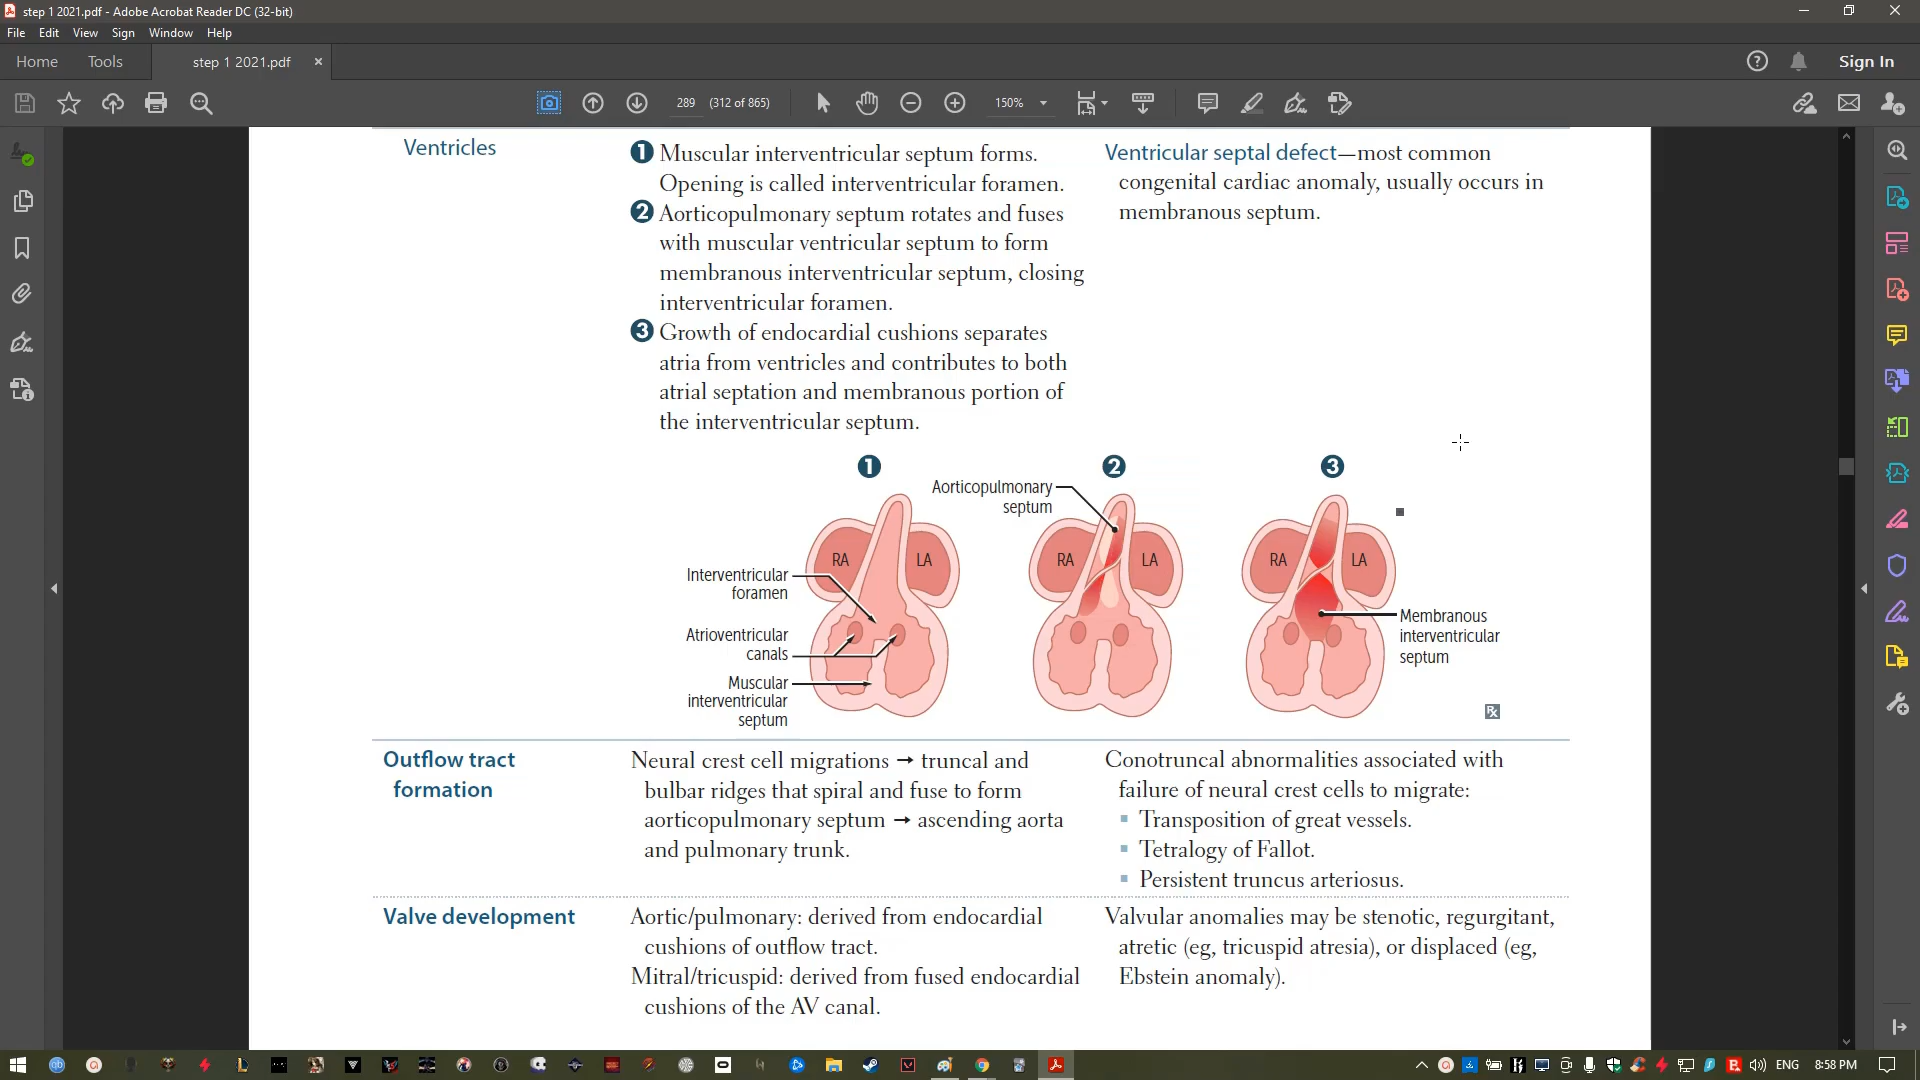 step 1 2021.pdf - Adobe Acrobat Reader DC (32-bit)
File Edit View Sign Window Help
Home Tools step 1 2021.pdf × Sign In
289 (312 of 865) 150%
Ventricles
1 Muscular interventricular septum forms.
Opening is called interventricular foramen.
2 Aorticopulmonary septum rotates and fuses
with muscular ventricular septum to form
membranous interventricular septum, closing
interventricular foramen.
3 Growth of endocardial cushions separates
atria from ventricles and contributes to both
atrial septation and membranous portion of
the interventricular septum.
Ventricular septal defect—most common
congenital cardiac anomaly, usually occurs in
membranous septum.
1 2 3
Aorticopulmonary
septum
RA LA RA LA RA LA
Interventricular
foramen
Atrioventricular
canals
Muscular
interventricular
septum
Membranous
interventricular
septum
Rx
Outflow tract
formation
Neural crest cell migrations → truncal and
bulbar ridges that spiral and fuse to form
aorticopulmonary septum → ascending aorta
and pulmonary trunk.
Conotruncal abnormalities associated with
failure of neural crest cells to migrate:
▪ Transposition of great vessels.
▪ Tetralogy of Fallot.
▪ Persistent truncus arteriosus.
Valve development
Aortic/pulmonary: derived from endocardial
cushions of outflow tract.
Mitral/tricuspid: derived from fused endocardial
cushions of the AV canal.
Valvular anomalies may be stenotic, regurgitant,
atretic (eg, tricuspid atresia), or displaced (eg,
Ebstein anomaly).
ENG 8:58 PM